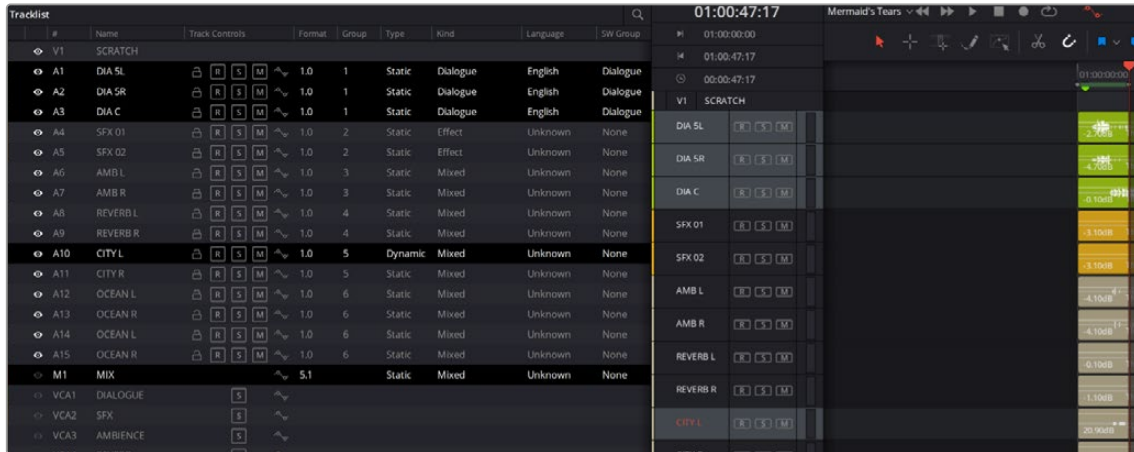 Tracklist
# Name Track Controls Format Group Type Kind Language SW Group
V1 SCRATCH
A1 DIA SL R S M 1.0 1 Static Dialogue English Dialogue
A2 DIA SR R S M 1.0 1 Static Dialogue English Dialogue
A3 DIA C R S M 1.0 1 Static Dialogue English Dialogue
A4 SFX 01 R S M 1.0 2 Static Effect Unknown None
A5 SFX 02 R S M 1.0 2 Static Effect Unknown None
A6 AMB L R S M 1.0 3 Static Mixed Unknown None
A7 AMB R R S M 1.0 3 Static Mixed Unknown None
A8 REVERB L R S M 1.0 4 Static Mixed Unknown None
A9 REVERB R R S M 1.0 4 Static Mixed Unknown None
A10 CITY L R S M 1.0 5 Dynamic Mixed Unknown None
A11 CITY R R S M 1.0 5 Static Mixed Unknown None
A12 OCEAN L R S M 1.0 6 Static Mixed Unknown None
A13 OCEAN R R S M 1.0 6 Static Mixed Unknown None
A14 OCEAN L R S M 1.0 6 Static Mixed Unknown None
A15 OCEAN R R S M 1.0 6 Static Mixed Unknown None
M1 MIX 5.1 Static Mixed Unknown None
VCA1 DIALOGUE S
VCA2 SFX S
VCA3 AMBIENCE S
01:00:47:17
Mermaid's Tears
01:00:00:00
01:00:47:17
00:00:47:17
01:00:00:00
V1 SCRATCH
DIA SL R S M
-2.70dB
DIA SR R S M
-4.70dB
DIA C R S M
-0.10dB
SFX 01 R S M
-3.10dB
SFX 02 R S M
-3.10dB
AMB L R S M
-4.10dB
AMB R R S M
-4.10dB
REVERB L R S M
-0.10dB
REVERB R R S M
-1.10dB
CITY L R S M
20.90dB